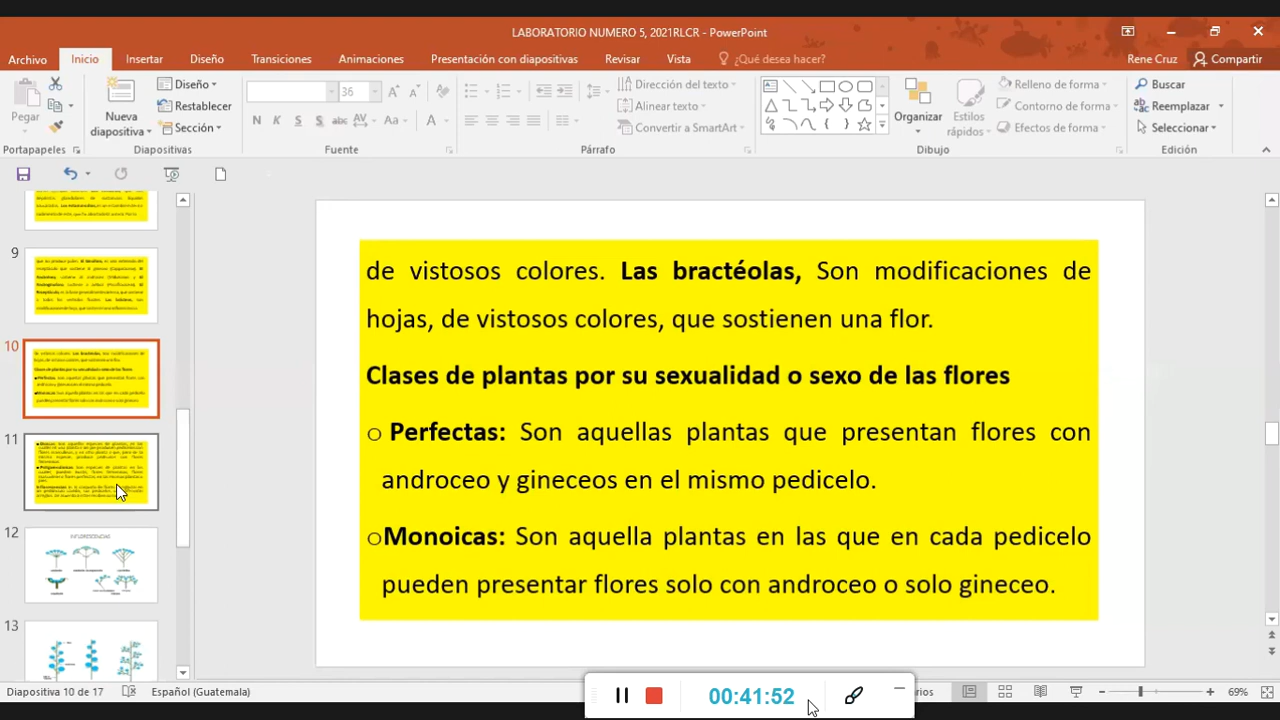 LABORATORIO NUMERO 5, 2021RLCR - PowerPoint
Archivo Inicio Insertar Diseño Transiciones Animaciones Presentación con diapositivas Revisar Vista ¿Qué desea hacer? Rene Cruz Compartir
Pegar
Nueva diapositiva
Diseño
Restablecer
Sección
36
N K S S abc AV Aa A
Dirección del texto
Alinear texto
Convertir a SmartArt
Organizar
Estilos rápidos
Relleno de forma
Contorno de forma
Efectos de forma
Buscar
Reemplazar
Seleccionar
Portapapeles Diapositivas Fuente Párrafo Dibujo Edición
9
10
11
12
INFLORESCENCIAS
13
de vistosos colores. Las bractéolas, Son modificaciones de
hojas, de vistosos colores, que sostienen una flor.
Clases de plantas por su sexualidad o sexo de las flores
o Perfectas: Son aquellas plantas que presentan flores con
androceo y gineceos en el mismo pedicelo.
oMonoicas: Son aquella plantas en las que en cada pedicelo
pueden presentar flores solo con androceo o solo gineceo.
Diapositiva 10 de 17 Español (Guatemala) 69%
00:41:52